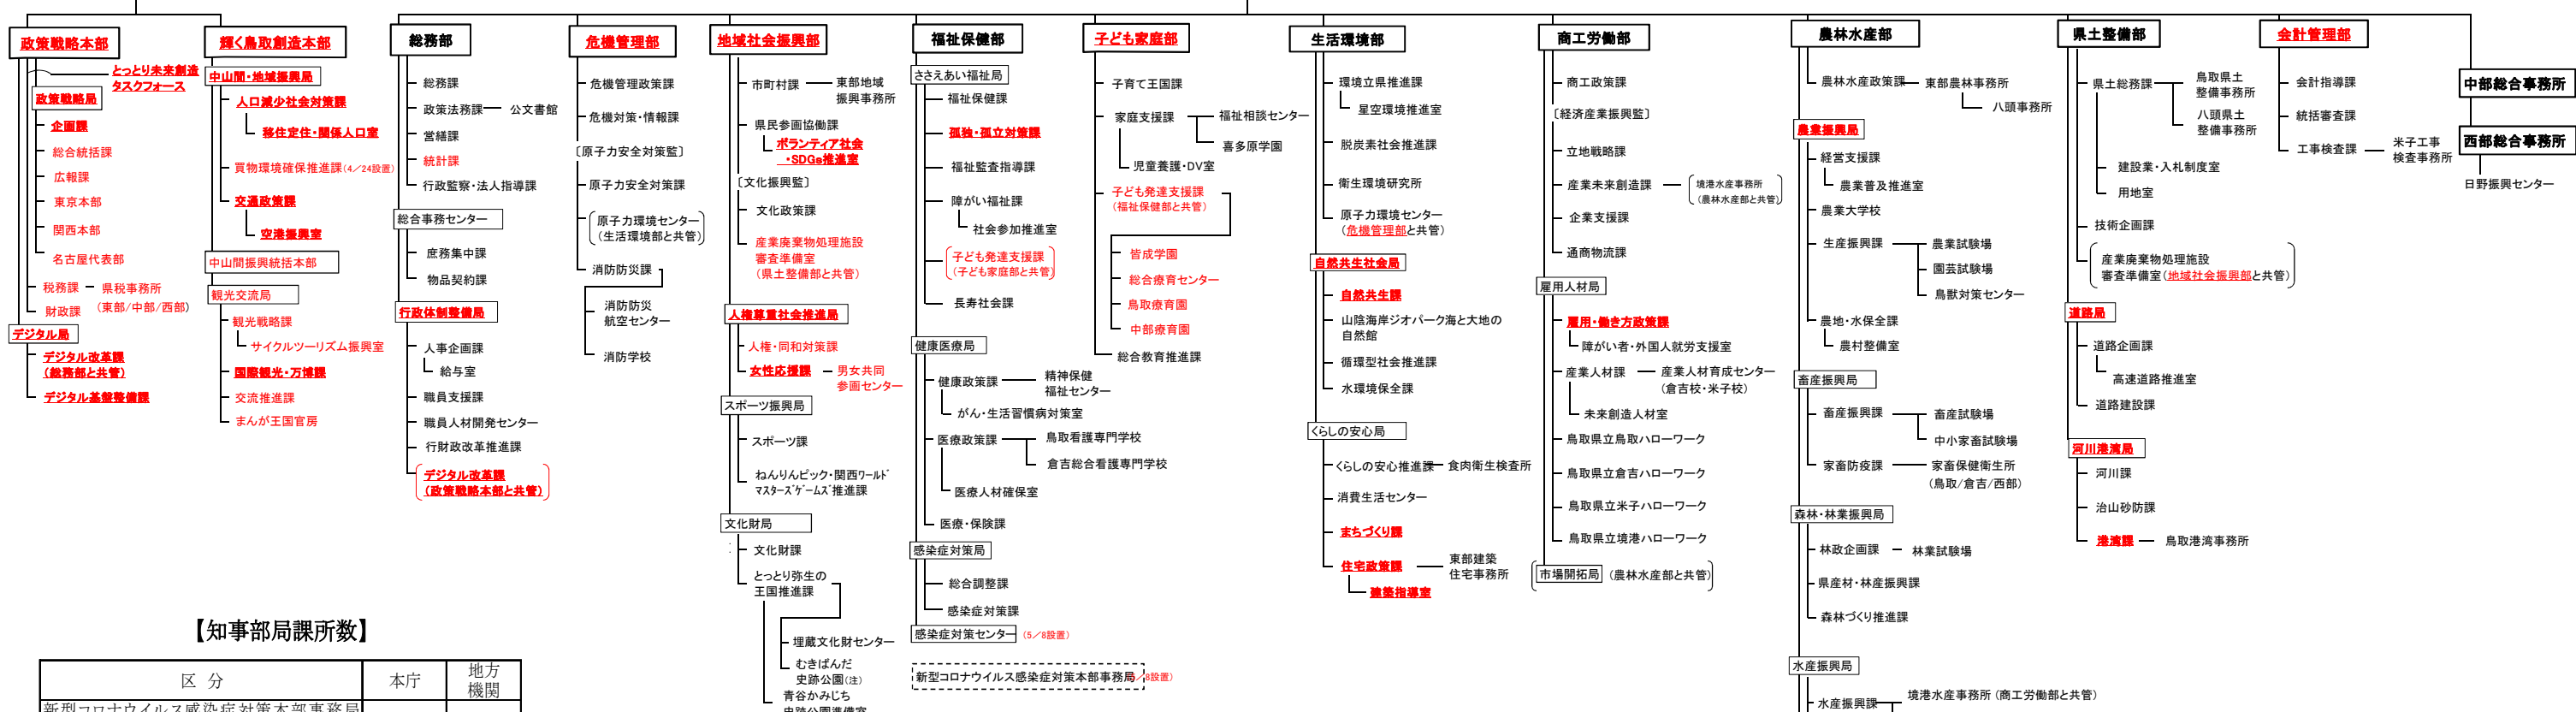 政策戦略本部
とっとり未来創造
タスクフォース
政策戦略局
企画課
総合統括課
広報課
東京本部
関西本部
名古屋代表部
税務課
県税事務所
(東部/中部/西部)
財政課
デジタル局
デジタル改革課
(総務部と共管)
デジタル基盤整備課
輝く鳥取創造本部
中山間・地域振興局
人口減少社会対策課
移住定住・関係人口室
買物環境確保推進課(4/24設置)
交通政策課
空港振興室
中山間振興統括本部
観光交流局
観光戦略課
サイクルツーリズム振興室
国際観光・万博課
交流推進課
まんが王国官房
総務部
総務課
政策法務課
公文書館
営繕課
統計課
行政監察・法人指導課
総合事務センター
庶務集中課
物品契約課
行政体制整備局
人事企画課
給与室
職員支援課
職員人材開発センター
行財政改革推進課
デジタル改革課
(政策戦略本部と共管)
危機管理部
危機管理政策課
危機対策・情報課
〔原子力安全対策監〕
原子力安全対策課
原子力環境センター
(生活環境部と共管)
消防防災課
消防防災
航空センター
消防学校
地域社会振興部
市町村課
東部地域
振興事務所
県民参画協働課
ボランティア社会
・SDGs推進室
〔文化振興監〕
文化政策課
産業廃棄物処理施設
審査準備室
(県土整備部と共管)
人権尊重社会推進局
人権・同和対策課
女性応援課
男女共同
参画センター
スポーツ振興局
スポーツ課
ねんりんピック・関西ワールド
マスターズゲームズ推進課
文化財局
文化財課
とっとり弥生の
王国推進課
埋蔵文化財センター
むきばんだ
史跡公園(注)
青谷かみじち
史跡公園準備室
福祉保健部
ささえあい福祉局
福祉保健課
孤独・孤立対策課
福祉監査指導課
障がい福祉課
社会参加推進室
子ども発達支援課
(子ども家庭部と共管)
長寿社会課
健康医療局
健康政策課
精神保健
福祉センター
がん・生活習慣病対策室
医療政策課
鳥取看護専門学校
倉吉総合看護専門学校
医療人材確保室
医療・保険課
感染症対策局
総合調整課
感染症対策課
感染症対策センター
(5/8設置)
新型コロナウイルス感染症対策本部事務局
/8設置)
子ども家庭部
子育て王国課
家庭支援課
福祉相談センター
喜多原学園
児童養護・DV室
子ども発達支援課
(福祉保健部と共管)
皆成学園
総合療育センター
鳥取療育園
中部療育園
総合教育推進課
生活環境部
環境立県推進課
星空環境推進室
脱炭素社会推進課
衛生環境研究所
原子力環境センター
(危機管理部と共管)
自然共生社会局
自然共生課
山陰海岸ジオパーク海と大地の
自然館
循環型社会推進課
水環境保全課
くらしの安心局
くらしの安心推進課
食肉衛生検査所
消費生活センター
まちづくり課
住宅政策課
東部建築
住宅事務所
建築指導室
商工労働部
商工政策課
〔経済産業振興監〕
立地戦略課
産業未来創造課
境港水産事務所
(農林水産部と共管)
企業支援課
通商物流課
雇用人材局
雇用・働き方政策課
障がい者・外国人就労支援室
産業人材課
産業人材育成センター
(倉吉校・米子校)
未来創造人材室
鳥取県立鳥取ハローワーク
鳥取県立倉吉ハローワーク
鳥取県立米子ハローワーク
鳥取県立境港ハローワーク
市場開拓局 (農林水産部と共管)
農林水産部
農林水産政策課
東部農林事務所
八頭事務所
農業振興局
経営支援課
農業普及推進室
農業大学校
生産振興課
農業試験場
園芸試験場
鳥獣対策センター
農地・水保全課
農村整備室
畜産振興局
畜産振興課
畜産試験場
中小家畜試験場
家畜防疫課
家畜保健衛生所
(鳥取/倉吉/西部)
森林・林業振興局
林政企画課
林業試験場
県産材・林産振興課
森林づくり推進課
水産振興局
水産振興課
境港水産事務所 (商工労働部と共管)
県土整備部
県土総務課
鳥取県土
整備事務所
八頭県土
整備事務所
建設業・入札制度室
用地室
技術企画課
産業廃棄物処理施設
審査準備室(地域社会振興部と共管)
道路局
道路企画課
高速道路推進室
道路建設課
河川港湾局
河川課
治山砂防課
港湾課
鳥取港湾事務所
会計管理部
会計指導課
統括審査課
工事検査課
米子工事
検査事務所
中部総合事務所
西部総合事務所
日野振興センター
【知事部局課所数】
区 分
本庁
地方
機関
新型コロナウイルス感染症対策本部事務局